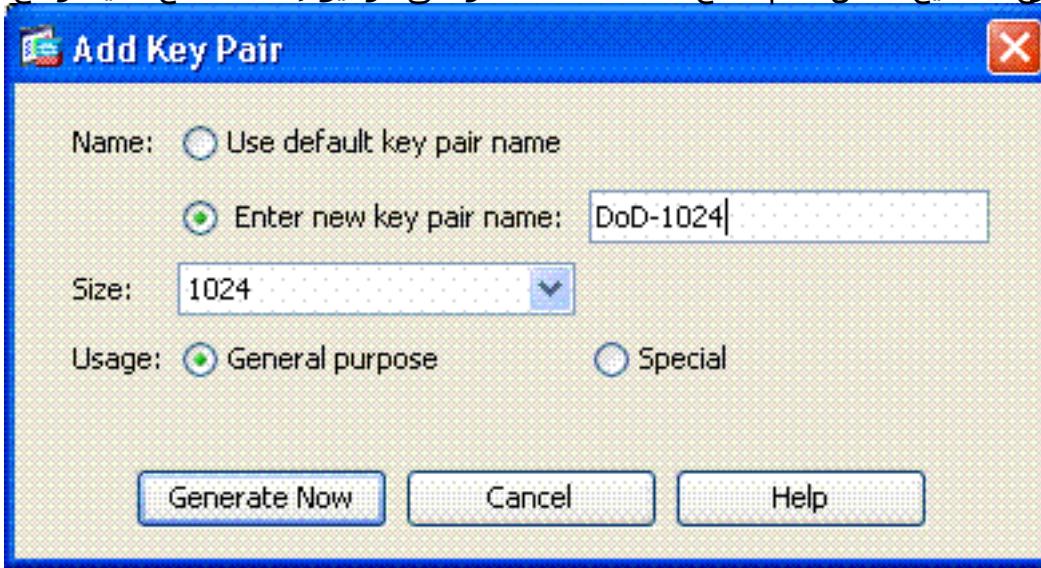 Add Key Pair
Name: Use default key pair name
Enter new key pair name: DoD-1024
Size: 1024
Usage: General purpose Special
Generate Now Cancel Help